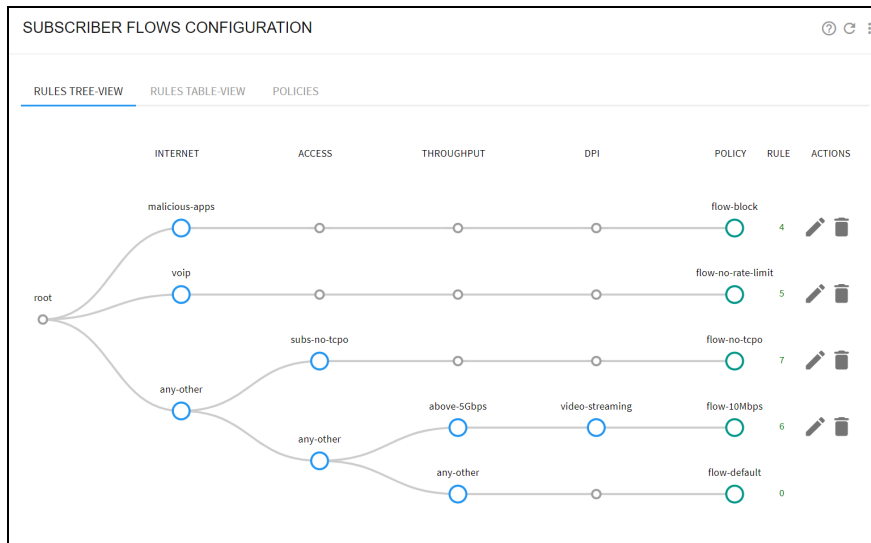 SUBSCRIBER FLOWS CONFIGURATION
RULES TREE-VIEW RULES TABLE-VIEW POLICIES
INTERNET ACCESS THROUGHPUT DPI POLICY RULE ACTIONS
malicious-apps flow-block 4
voip flow-no-rate-limit 5
root
subs-no-tcpo flow-no-tcpo 7
any-other
above-5Gbps video-streaming flow-10Mbps 6
any-other
any-other flow-default 0